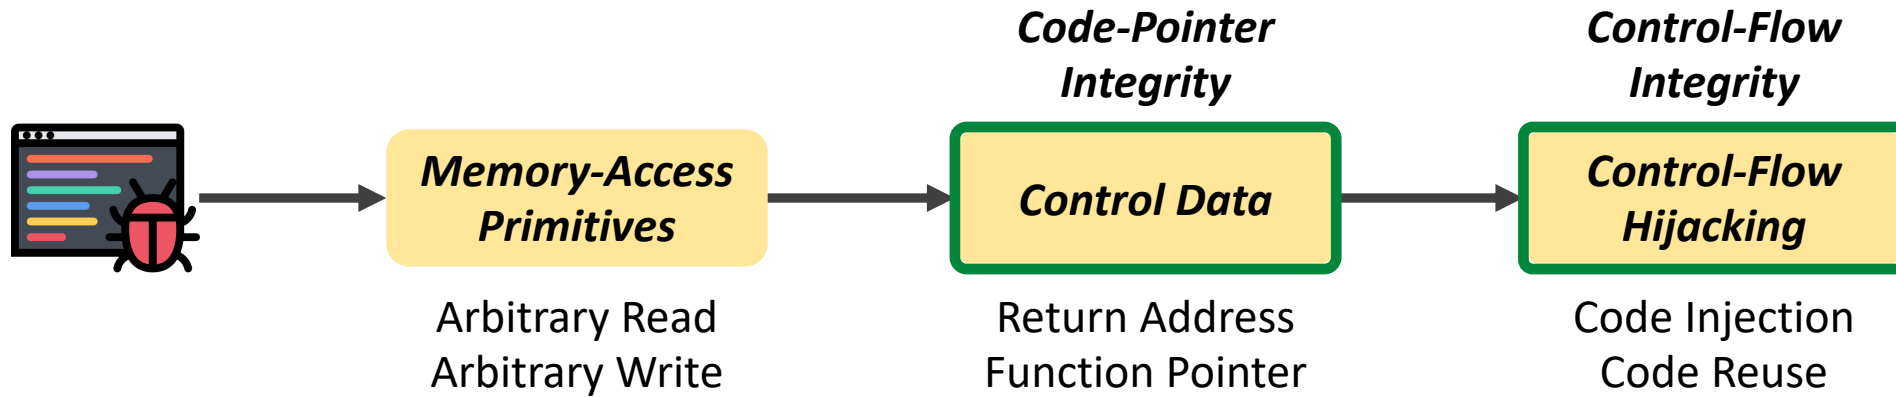 Code-Pointer
Integrity
Control-Flow
Integrity
Memory-Access
Primitives
Control Data
Control-Flow
Hijacking
Arbitrary Read
Arbitrary Write
Return Address
Function Pointer
Code Injection
Code Reuse